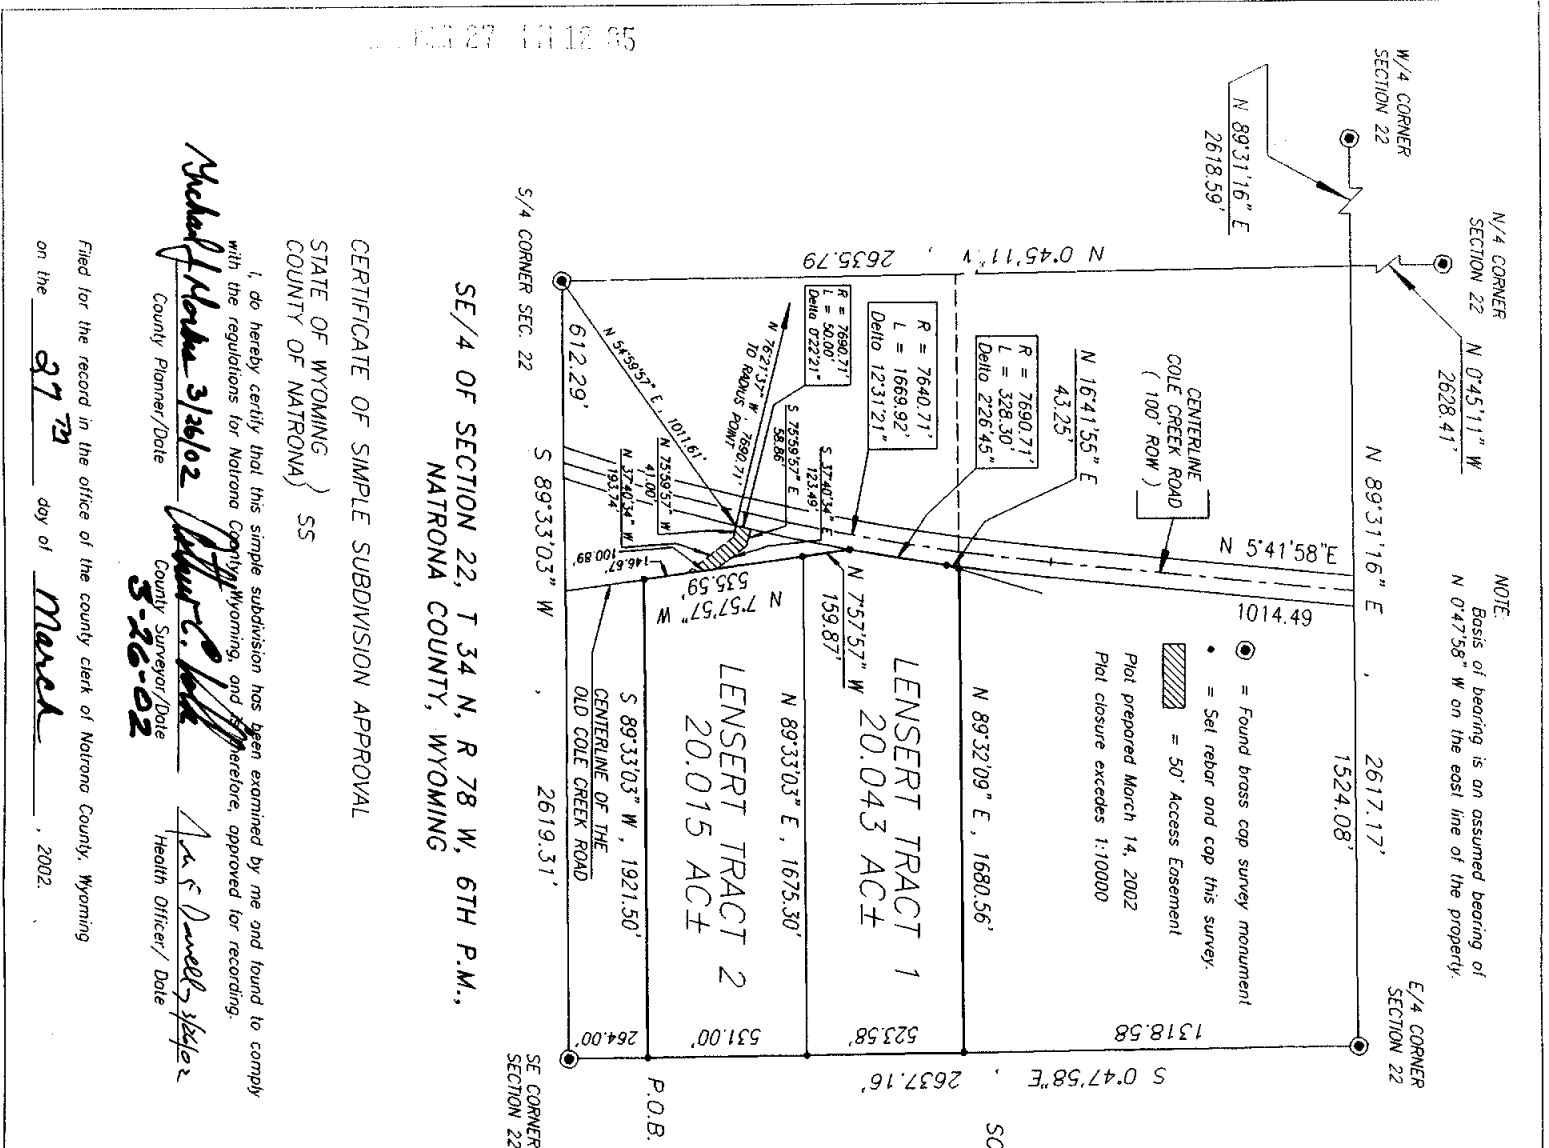 NOTE:
Basis of bearing is an assumed bearing of
N 0°47'58" W on the east line of the property.
N/4 CORNER
SECTION 22
N 0°45'11" W
2628.41'
W/4 CORNER
SECTION 22
N 89°31'16" E
2618.59'
N 89°31'16" E , 2617.17'
1524.08'
E/4 CORNER
SECTION 22
= Found brass cap survey monument
• = Set rebar and cap this survey.
= 50' Access Easement
Plat prepared March 14, 2002
Plat closure excedes 1:10000
1014.49
N 5°41'58"E
CENTERLINE
COLE CREEK ROAD
( 100' ROW )
N 16°41'55" E
43.25'
R = 7690.71'
L = 328.30'
Delta 2°26'45"
R = 7640.71'
L = 1669.92'
Delta 12°31'21"
R = 7690.71'
L = 50.00'
Delta 0°22'21"
N 0°45'11" W , 2635.79
1318.58
S 0°47'58"E , 2637.16'
N 89°32'09" E , 1680.56'
LENSERT TRACT 1
20.043 AC±
523.58'
N 7°57'57" W
159.87'
N 89°33'03" E , 1675.30'
LENSERT TRACT 2
20.015 AC±
531.00'
N 7°57'57" W
535.59'
S 37°40'34" E
123.49'
S 75°59'57" E
58.86'
N 76°21'37" W , 7690.71'
TO RADIUS POINT
N 75°59'57" W
41.00'
N 37°40'34" W
193.74'
146.67'
100.89'
N 54°59'57" E , 1011.61'
S 89°33'03" W , 1921.50'
P.O.B.
264.00'
CENTERLINE OF THE
OLD COLE CREEK ROAD
612.29'
S 89°33'03" W , 2619.31'
S/4 CORNER SEC. 22
SE CORNER
SECTION 22
SC
SE/4 OF SECTION 22, T 34 N, R 78 W, 6TH P.M.,
NATRONA COUNTY, WYOMING
CERTIFICATE OF SIMPLE SUBDIVISION APPROVAL
STATE OF WYOMING )
COUNTY OF NATRONA) SS
I, do hereby certify that this simple subdivision has been examined by me and found to comply
with the regulations for Natrona County, Wyoming, and is therefore, approved for recording.
3/26/02
County Planner/Date
3-26-02
County Surveyor/Date
3/26/02
Health Officer/ Date
Filed for the record in the office of the county clerk of Natrona County, Wyoming
on the 27th day of March , 2002.